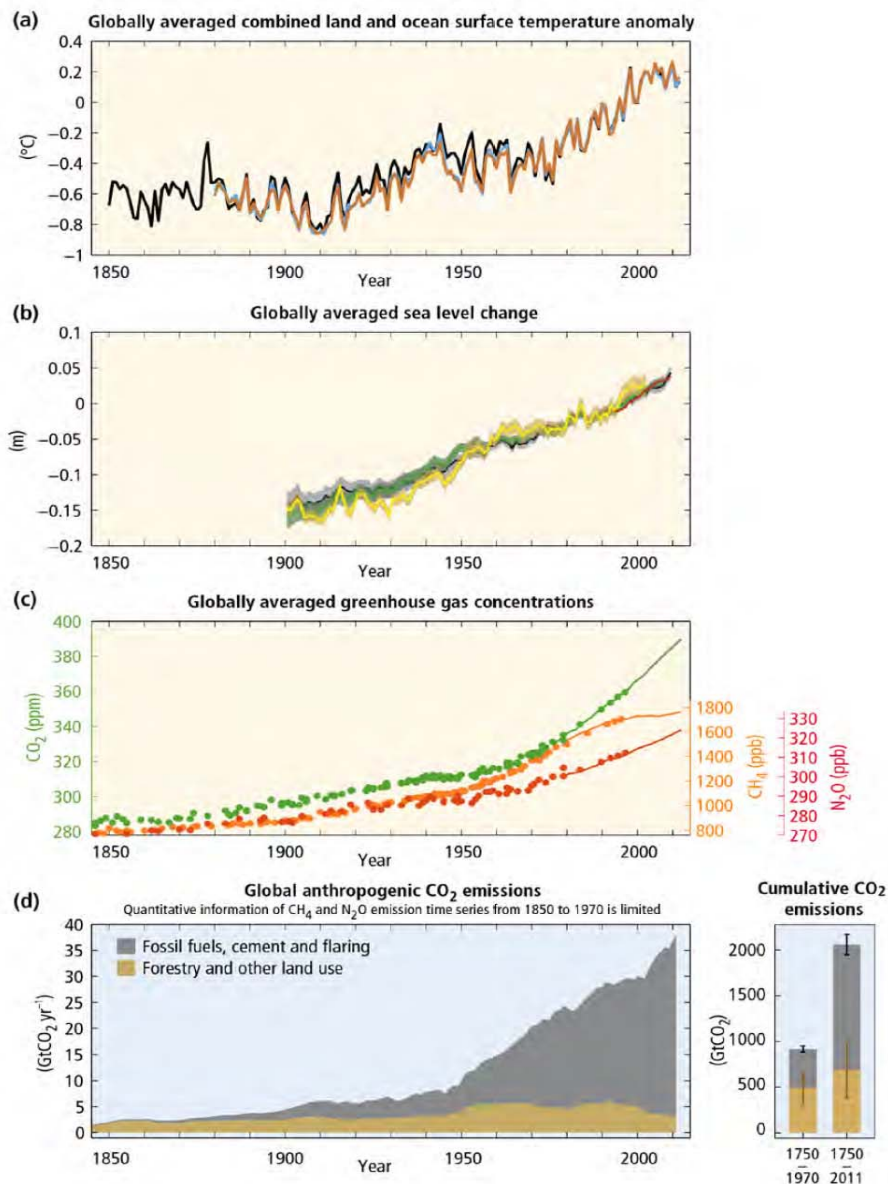 (a) Globally averaged combined land and ocean surface temperature anomaly
0.4
0.2
0
−0.2
−0.4
−0.6
−0.8
−1
(°C)
1850 1900 1950 2000
Year
(b) Globally averaged sea level change
0.1
0.05
0
−0.05
−0.1
−0.15
−0.2
(m)
1850 1900 1950 2000
Year
(c) Globally averaged greenhouse gas concentrations
400
380
360
340
320
300
280
CO₂ (ppm)
1800
1600
1400
1200
1000
800
CH₄ (ppb)
330
320
310
300
290
280
270
N₂O (ppb)
1850 1900 1950 2000
Year
(d) Global anthropogenic CO₂ emissions
Quantitative information of CH₄ and N₂O emission time series from 1850 to 1970 is limited
40
35
30
25
20
15
10
5
0
(GtCO₂ yr⁻¹)
Fossil fuels, cement and flaring
Forestry and other land use
1850 1900 1950 2000
Year
Cumulative CO₂
emissions
2000
1500
1000
500
0
(GtCO₂)
1750 1750
– –
1970 2011